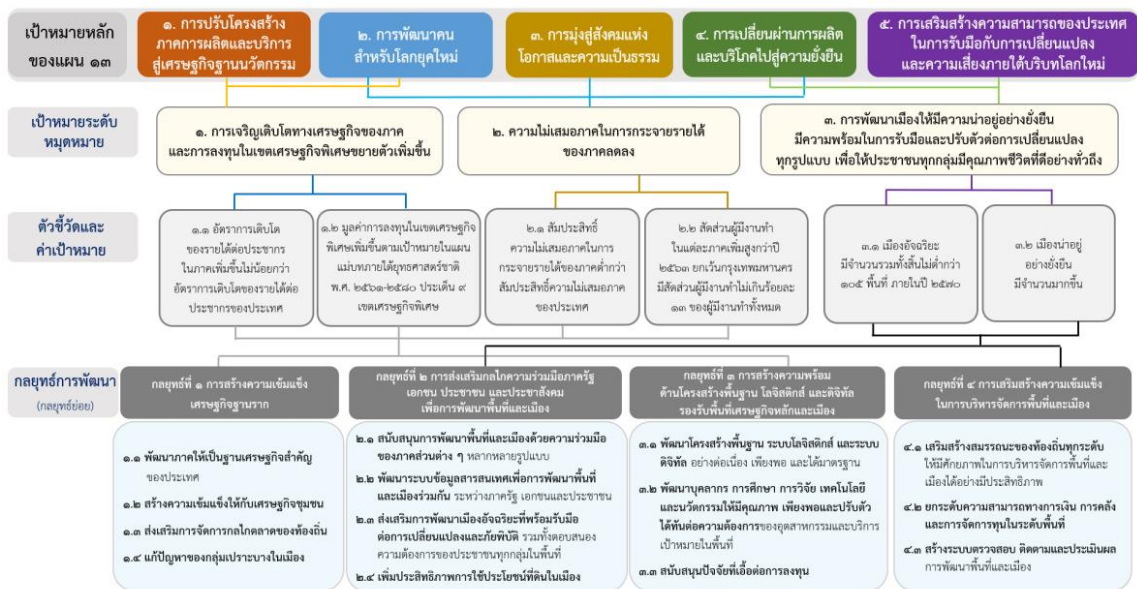 เป้าหมายหลัก
ของแผน ๑๓
๑. การปรับโครงสร้าง
ภาคการผลิตและบริการ
สู่เศรษฐกิจฐานนวัตกรรม
๒. การพัฒนาคน
สำหรับโลกยุคใหม่
๓. การมุ่งสู่สังคมแห่ง
โอกาสและความเป็นธรรม
๔. การเปลี่ยนผ่านการผลิต
และบริโภคไปสู่ความยั่งยืน
๕. การเสริมสร้างความสามารถของประเทศ
ในการรับมือกับการเปลี่ยนแปลง
และความเสี่ยงภายใต้บริบทโลกใหม่
เป้าหมายระดับ
หมุดหมาย
๑. การเจริญเติบโตทางเศรษฐกิจของภาค
และการลงทุนในเขตเศรษฐกิจพิเศษขยายตัวเพิ่มขึ้น
๒. ความไม่เสมอภาคในการกระจายรายได้
ของภาคลดลง
๓. การพัฒนาเมืองให้มีความน่าอยู่อย่างยั่งยืน
มีความพร้อมในการรับมือและปรับตัวต่อการเปลี่ยนแปลง
ทุกรูปแบบ เพื่อให้ประชาชนทุกกลุ่มมีคุณภาพชีวิตที่ดีอย่างทั่วถึง
ตัวชี้วัดและ
ค่าเป้าหมาย
๑.๑ อัตราการเติบโต
ของรายได้ต่อประชากร
ในภาคเพิ่มขึ้นไม่น้อยกว่า
อัตราการเติบโตของรายได้ต่อ
ประชากรของประเทศ
๑.๒ มูลค่าการลงทุนในเขตเศรษฐกิจ
พิเศษเพิ่มขึ้นตามเป้าหมายในแผน
แม่บทภายใต้ยุทธศาสตร์ชาติ
พ.ศ. ๒๕๖๑-๒๕๘๐ ประเด็น ๙
เขตเศรษฐกิจพิเศษ
๒.๑ สัมประสิทธิ์
ความไม่เสมอภาคในการ
กระจายรายได้ของภาคต่ำกว่า
สัมประสิทธิ์ความไม่เสมอภาค
ของประเทศ
๒.๒ สัดส่วนผู้มีงานทำ
ในแต่ละภาคเพิ่มสูงกว่าปี
๒๕๖๓ ยกเว้นกรุงเทพมหานคร
มีสัดส่วนผู้มีงานทำไม่เกินร้อยละ
๑๓ ของผู้มีงานทำทั้งหมด
๓.๑ เมืองอัจฉริยะ
มีจำนวนรวมทั้งสิ้นไม่ต่ำกว่า
๑๐๕ พื้นที่ ภายในปี ๒๕๗๐
๓.๒ เมืองน่าอยู่
อย่างยั่งยืน
มีจำนวนมากขึ้น
กลยุทธ์การพัฒนา
(กลยุทธ์ย่อย)
กลยุทธ์ที่ ๑ การสร้างความเข้มแข็ง
เศรษฐกิจฐานราก
๑.๑ พัฒนาภาคให้เป็นฐานเศรษฐกิจสำคัญ
ของประเทศ
๑.๒ สร้างความเข้มแข็งให้กับเศรษฐกิจชุมชน
๑.๓ ส่งเสริมการจัดการกลไกตลาดของท้องถิ่น
๑.๔ แก้ปัญหาของกลุ่มเปราะบางในเมือง
กลยุทธ์ที่ ๒ การส่งเสริมกลไกความร่วมมือภาครัฐ
เอกชน ประชาชน และประชาสังคม
เพื่อการพัฒนาพื้นที่และเมือง
๒.๑ สนับสนุนการพัฒนาพื้นที่และเมืองด้วยความร่วมมือ
ของภาคส่วนต่าง ๆ หลากหลายรูปแบบ
๒.๒ พัฒนาระบบข้อมูลสารสนเทศเพื่อการพัฒนาพื้นที่
และเมืองร่วมกัน ระหว่างภาครัฐ เอกชนและประชาชน
๒.๓ ส่งเสริมการพัฒนาเมืองอัจฉริยะที่พร้อมรับมือ
ต่อการเปลี่ยนแปลงและภัยพิบัติ รวมทั้งตอบสนอง
ความต้องการของประชาชนทุกกลุ่มในพื้นที่
๒.๔ เพิ่มประสิทธิภาพการใช้ประโยชน์ที่ดินในเมือง
กลยุทธ์ที่ ๓ การสร้างความพร้อม
ด้านโครงสร้างพื้นฐาน โลจิสติกส์ และดิจิทัล
รองรับพื้นที่เศรษฐกิจหลักและเมือง
๓.๑ พัฒนาโครงสร้างพื้นฐาน ระบบโลจิสติกส์ และระบบ
ดิจิทัล อย่างต่อเนื่อง เพียงพอ และได้มาตรฐาน
๓.๒ พัฒนาบุคลากร การศึกษา การวิจัย เทคโนโลยี
และนวัตกรรมให้มีคุณภาพ เพียงพอและปรับตัว
ได้ทันต่อความต้องการของอุตสาหกรรมและบริการ
เป้าหมายในพื้นที่
๓.๓ สนับสนุนปัจจัยที่เอื้อต่อการลงทุน
กลยุทธ์ที่ ๔ การเสริมสร้างความเข้มแข็ง
ในการบริหารจัดการพื้นที่และเมือง
๔.๑ เสริมสร้างสมรรถนะของท้องถิ่นทุกระดับ
ให้มีศักยภาพในการบริหารจัดการพื้นที่และ
เมืองได้อย่างมีประสิทธิภาพ
๔.๒ ยกระดับความสามารถทางการเงิน การคลัง
และการจัดการทุนในระดับพื้นที่
๔.๓ สร้างระบบตรวจสอบ ติดตามและประเมินผล
การพัฒนาพื้นที่และเมือง